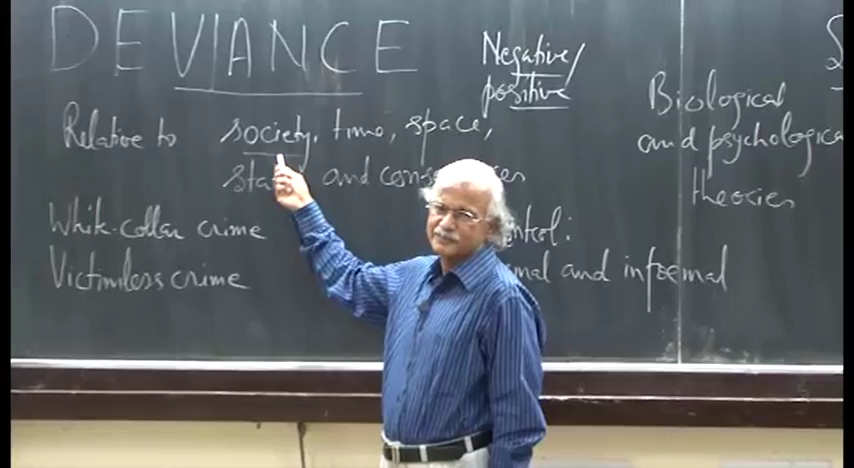 DEVIANCE
Negative/
positive
Relative to society, time, space,
and
White-collar crime
Victimless crime
and informal
Biological
and psychological
theories